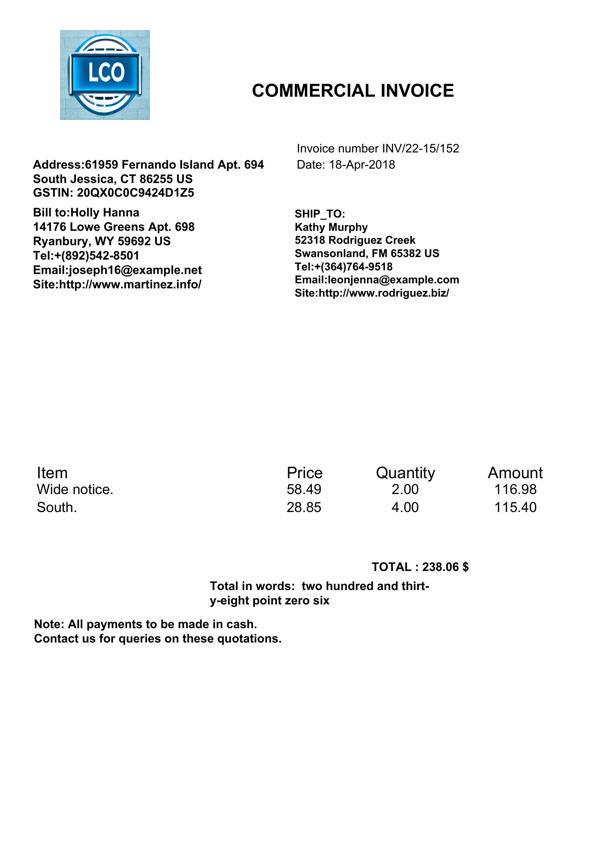 LCO
COMMERCIAL INVOICE
Invoice number INV/22-15/152
Date: 18-Apr-2018
Address:61959 Fernando Island Apt. 694
South Jessica, CT 86255 US
GSTIN: 20QX0C0C9424D1Z5
Bill to:Holly Hanna
14176 Lowe Greens Apt. 698
Ryanbury, WY 59692 US
Tel:+(892)542-8501
Email:joseph16@example.net
Site:http://www.martinez.info/
SHIP_TO:
Kathy Murphy
52318 Rodriguez Creek
Swansonland, FM 65382 US
Tel:+(364)764-9518
Email:leonjenna@example.com
Site:http://www.rodriguez.biz/
Item Price Quantity Amount
Wide notice. 58.49 2.00 116.98
South. 28.85 4.00 115.40
TOTAL : 238.06 $
Total in words: two hundred and thirt-
y-eight point zero six
Note: All payments to be made in cash.
Contact us for queries on these quotations.